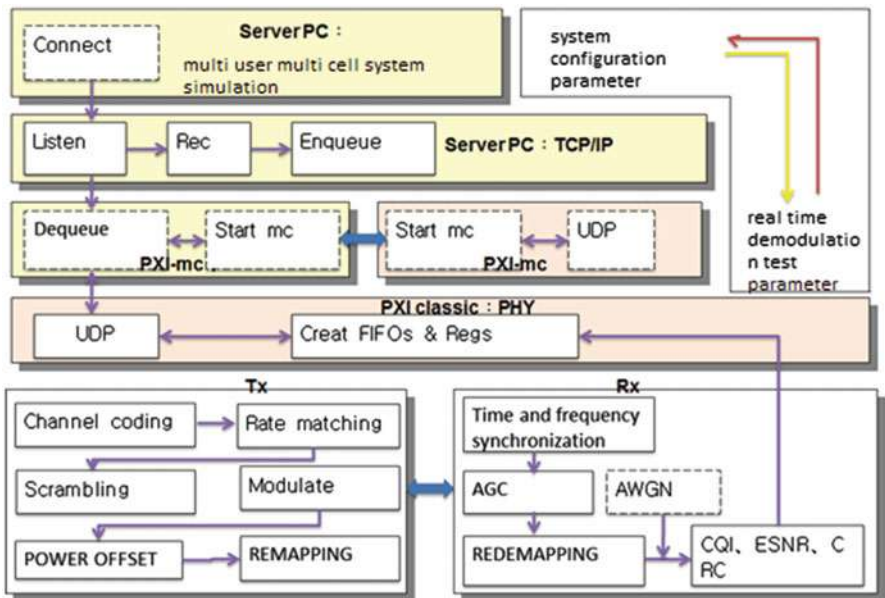 Connect
Server PC：
multi user multi cell system
simulation
system
configuration
parameter
Listen
Rec
Enqueue
Server PC：TCP/IP
Dequeue
Start mc
PXI-mc
Start mc
UDP
PXI-mc
real time
demodulatio
n test
parameter
PXI classic：PHY
UDP
Creat FIFOs & Regs
Tx
Channel coding
Rate matching
Scrambling
Modulate
POWER OFFSET
REMAPPING
Rx
Time and frequency
synchronization
AGC
AWGN
REDEMAPPING
CQI、ESNR、C
RC